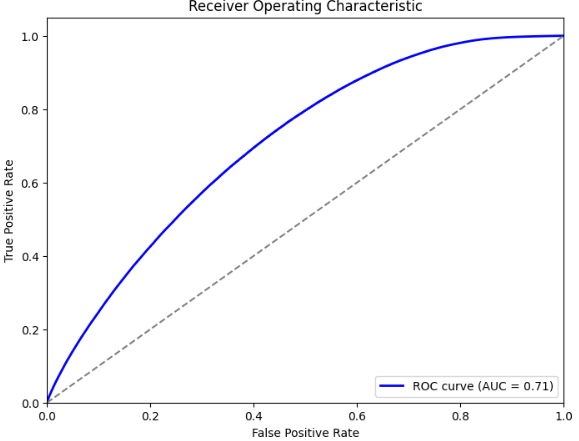 Receiver Operating Characteristic
True Positive Rate
1.0
0.8
0.6
0.4
0.2
0.0
ROC curve (AUC = 0.71)
0.0 0.2 0.4 0.6 0.8 1.0
False Positive Rate